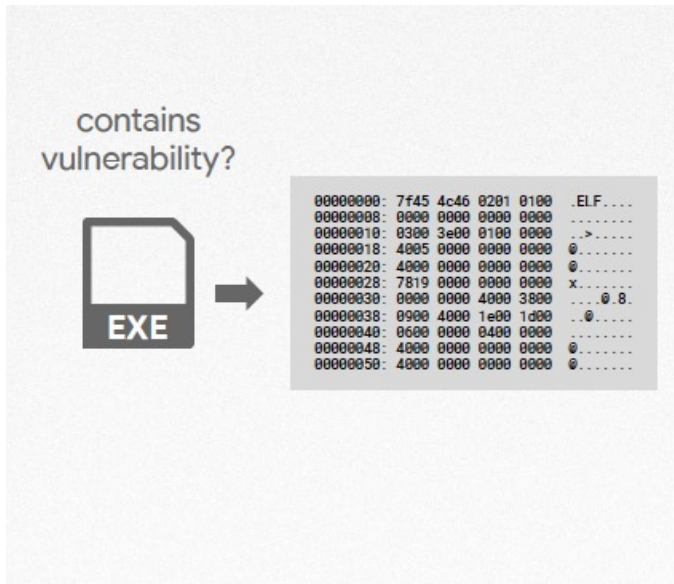 contains
vulnerability?
EXE
00000000: 7f45 4c46 0201 0100 .ELF....
00000008: 0000 0000 0000 0000 ........
00000010: 0300 3e00 0100 0000 ..>.....
00000018: 4005 0000 0000 0000 @.......
00000020: 4000 0000 0000 0000 @.......
00000028: 7819 0000 0000 0000 x.......
00000030: 0000 0000 4000 3800 ....@.8.
00000038: 0900 4000 1e00 1d00 ..@.....
00000040: 0600 0000 0400 0000 ........
00000048: 4000 0000 0000 0000 @.......
00000050: 4000 0000 0000 0000 @.......